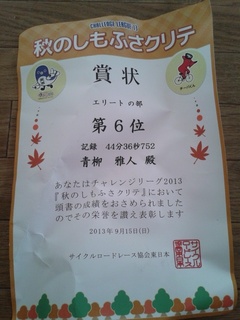 CHALLENGE LEAGUE
秋のしもふさクリテ
賞状
エリートの部
第6位
記録 44分36秒752
青柳 雅人 殿
あなたはチャレンジリーグ2013
『秋のしもふさクリテ』において
頭書の成績をおさめられました
のでその栄誉を讃え表彰します
2013年9月15日(日)
サイクルロードレース協会東日本